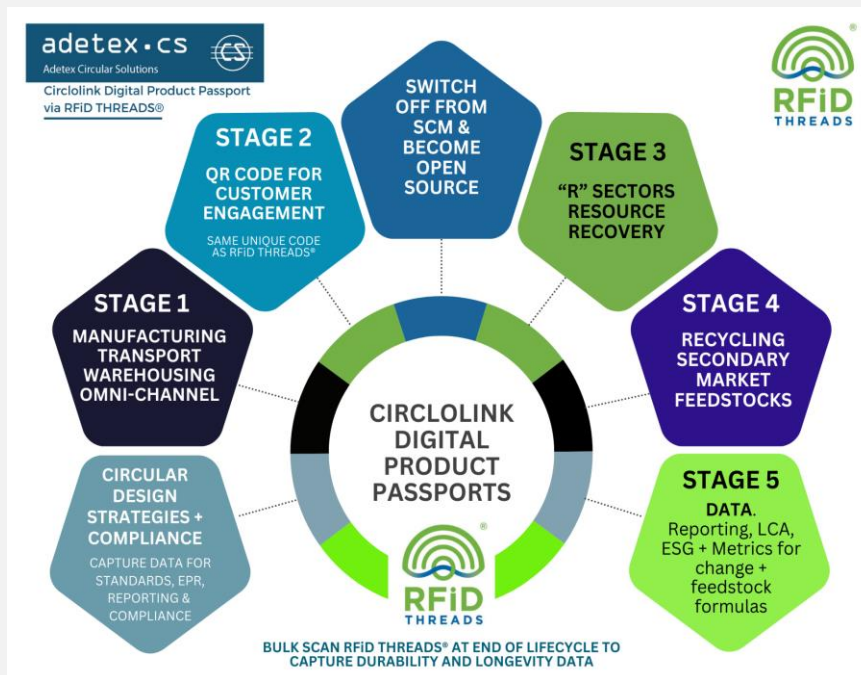 adetex.cs
CS
Adetex Circular Solutions
Circlolink Digital Product Passport
via RFiD THREADS®
®
RFiD
THREADS
SWITCH
OFF FROM
SCM &
BECOME
OPEN
SOURCE
STAGE 2
QR CODE FOR
CUSTOMER
ENGAGEMENT
SAME UNIQUE CODE
AS RFiD THREADS®
STAGE 3
“R” SECTORS
RESOURCE
RECOVERY
STAGE 1
MANUFACTURING
TRANSPORT
WAREHOUSING
OMNI-CHANNEL
STAGE 4
RECYCLING
SECONDARY
MARKET
FEEDSTOCKS
CIRCLOLINK
DIGITAL
PRODUCT
PASSPORTS
CIRCULAR
DESIGN
STRATEGIES +
COMPLIANCE
CAPTURE DATA FOR
STANDARDS, EPR,
REPORTING &
COMPLIANCE
STAGE 5
DATA.
Reporting, LCA,
ESG + Metrics for
change +
feedstock
formulas
®
RFiD
THREADS
BULK SCAN RFiD THREADS® AT END OF LIFECYCLE TO
CAPTURE DURABILITY AND LONGEVITY DATA